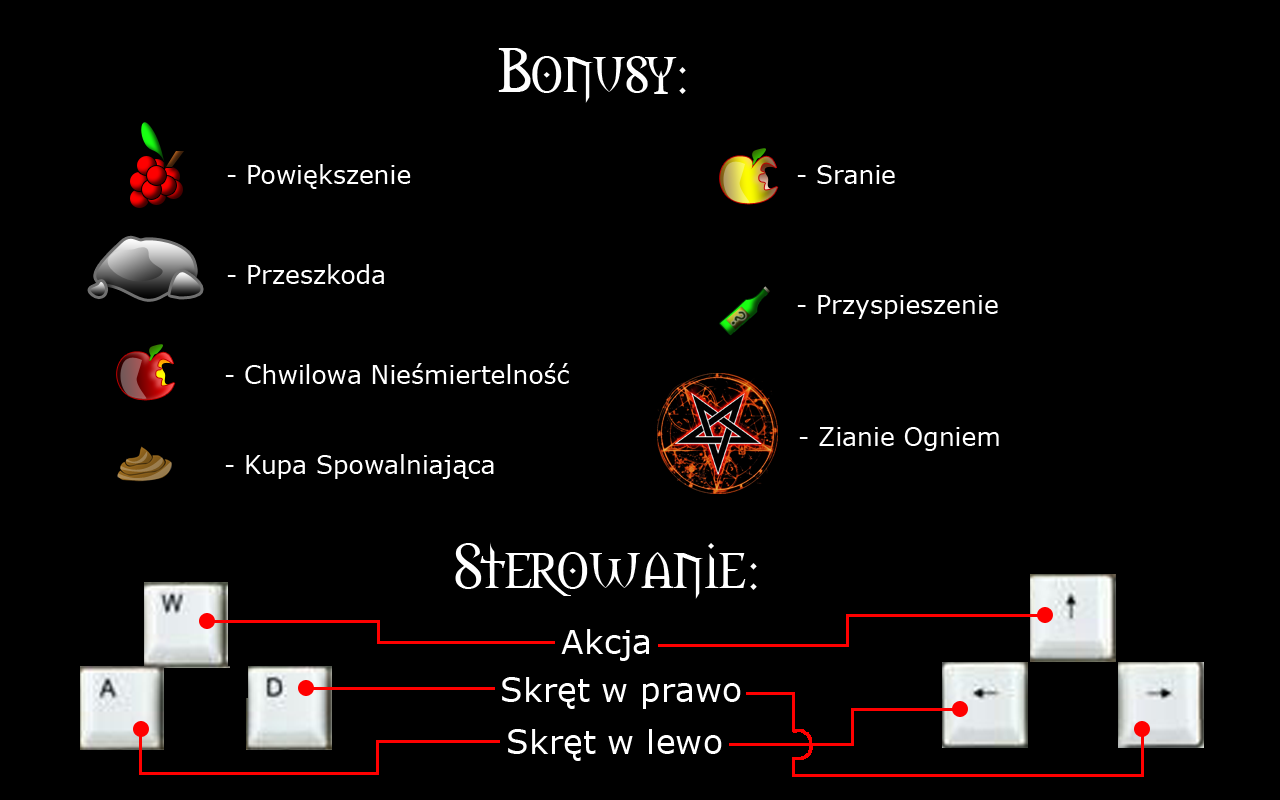 Bonusy:
- Powiększenie
- Sranie
- Przeszkoda
- Przyspieszenie
- Chwilowa Nieśmiertelność
- Zianie Ogniem
- Kupa Spowalniająca
Sterowanie:
W
↑
Akcja
A
D
Skręt w prawo
←
→
Skręt w lewo